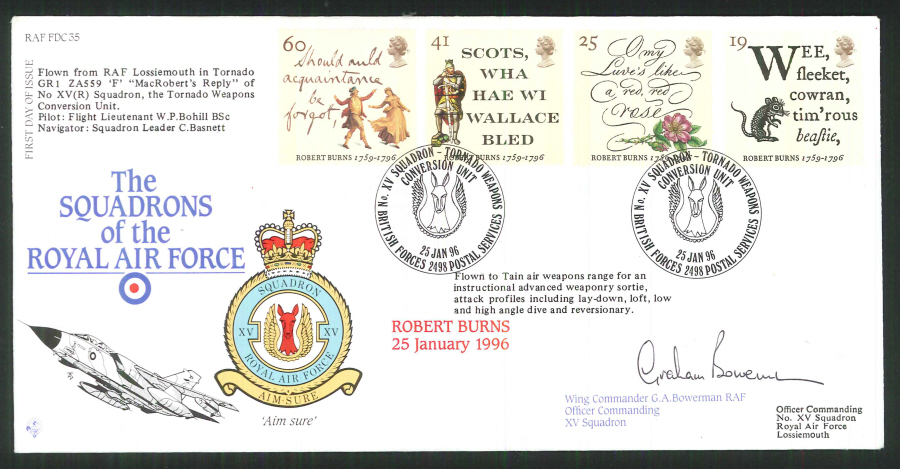 RAF FDC 35
FIRST DAY OF ISSUE
Flown from RAF Lossiemouth in Tornado
GR1 ZA559 'F' "MacRobert's Reply" of
No XV(R) Squadron, the Tornado Weapons
Conversion Unit.
Pilot: Flight Lieutenant W.P.Bohill BSc
Navigator: Squadron Leader C.Basnett
60
Should auld
acquaintance
be
forgot,
ROBERT BURNS 1759-1796
41
SCOTS,
WHA
HAE WI
WALLACE
BLED
ROBERT BURNS 1759-1796
25
O my
Luve's like
a red, red
rose
ROBERT BURNS 1759-1796
19
WEE,
sleeket,
cowran,
tim'rous
beastie,
ROBERT BURNS 1759-1796
No. XV SQUADRON - TORNADO WEAPONS
CONVERSION UNIT
25 JAN 96
BRITISH FORCES 2498 POSTAL SERVICES
No. XV SQUADRON - TORNADO WEAPONS
CONVERSION UNIT
25 JAN 96
BRITISH FORCES 2498 POSTAL SERVICES
The
SQUADRONS
of the
ROYAL AIR FORCE
SQUADRON
XV
XV
ROYAL AIR FORCE
AIM·SURE
'Aim sure'
Flown to Tain air weapons range for an
instructional advanced weaponry sortie,
attack profiles including lay-down, loft, low
and high angle dive and reversionary.
ROBERT BURNS
25 January 1996
Graham Bowerman
Wing Commander G.A.Bowerman RAF
Officer Commanding
XV Squadron
Officer Commanding
No. XV Squadron
Royal Air Force
Lossiemouth